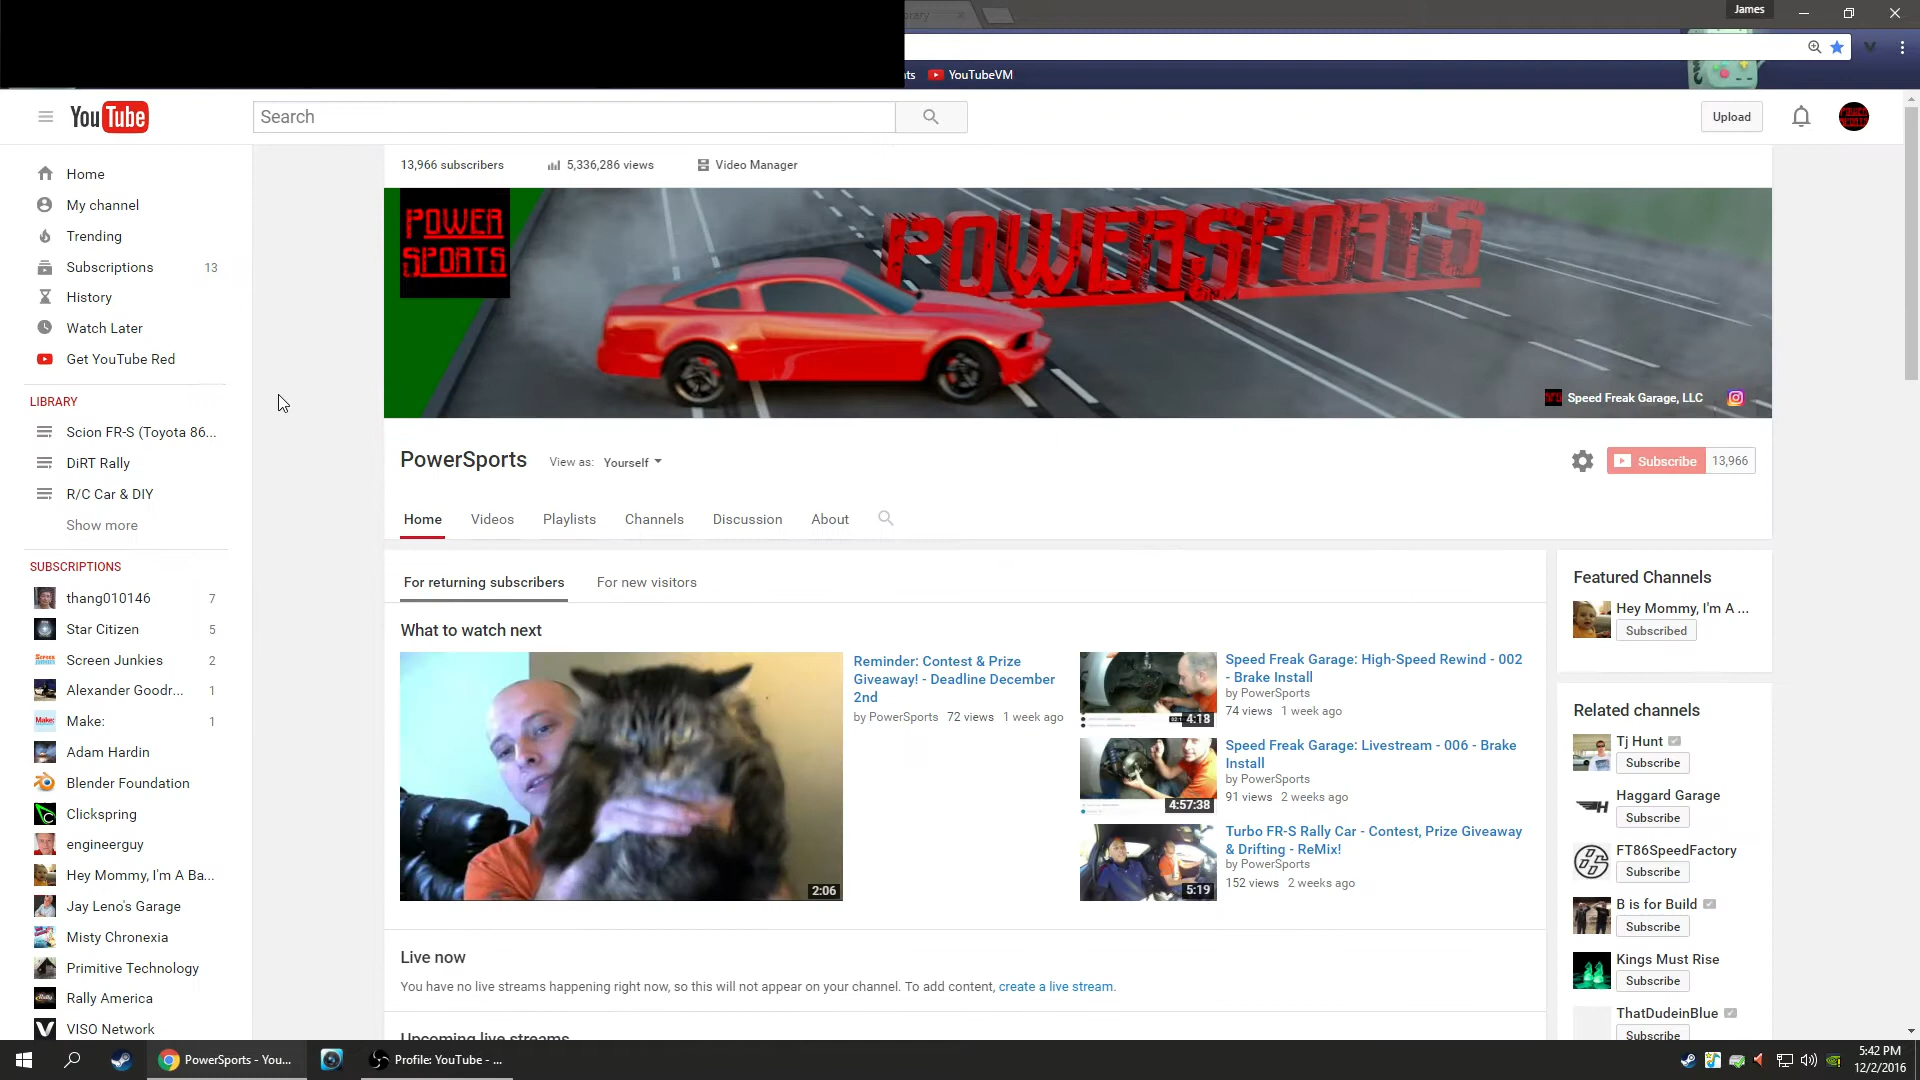 James
YouTubeVM
YouTube
Search
Upload
13,966 subscribers
5,336,286 views
Video Manager
Home
My channel
Trending
Subscriptions 13
History
Watch Later
Get YouTube Red
LIBRARY
Scion FR-S (Toyota 86...
DiRT Rally
R/C Car & DIY
Show more
SUBSCRIPTIONS
thang010146 7
Star Citizen 5
Screen Junkies 2
Alexander Goodr... 1
Make: 1
Adam Hardin
Blender Foundation
Clickspring
engineerguy
Hey Mommy, I'm A Ba...
Jay Leno's Garage
Misty Chronexia
Primitive Technology
Rally America
VISO Network
POWER
SPORTS
POWERSPORTS
Speed Freak Garage, LLC
PowerSports
View as: Yourself
Subscribe 13,966
Home Videos Playlists Channels Discussion About
For returning subscribers
For new visitors
What to watch next
2:06
Reminder: Contest & Prize
Giveaway! - Deadline December
2nd
by PowerSports 72 views 1 week ago
4:18
Speed Freak Garage: High-Speed Rewind - 002
- Brake Install
by PowerSports
74 views 1 week ago
4:57:38
Speed Freak Garage: Livestream - 006 - Brake
Install
by PowerSports
91 views 2 weeks ago
5:19
Turbo FR-S Rally Car - Contest, Prize Giveaway
& Drifting - ReMix!
by PowerSports
152 views 2 weeks ago
Live now
You have no live streams happening right now, so this will not appear on your channel. To add content, create a live stream.
Upcoming live streams
Featured Channels
Hey Mommy, I'm A ...
Subscribed
Related channels
Tj Hunt
Subscribe
Haggard Garage
Subscribe
FT86SpeedFactory
Subscribe
B is for Build
Subscribe
Kings Must Rise
Subscribe
ThatDudeinBlue
Subscribe
PowerSports - You...
Profile: YouTube - ...
5:42 PM
12/2/2016